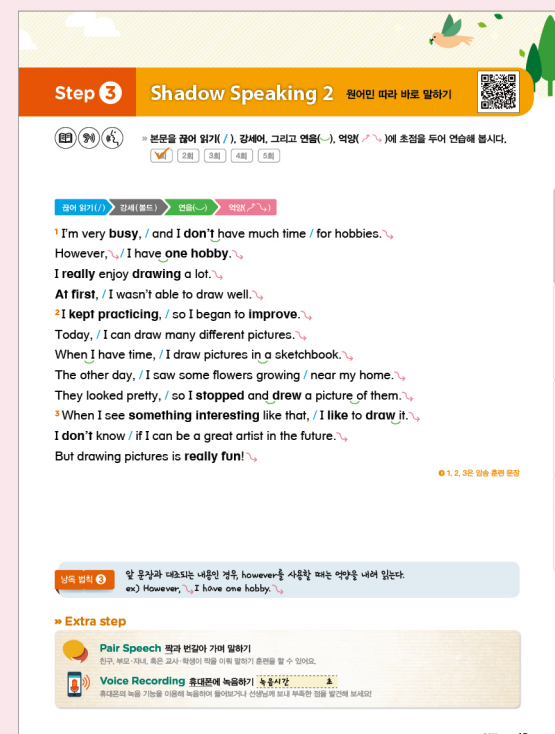 Step 3 Shadow Speaking 2 원어민 따라 바로 말하기
» 본문을 끊어 읽기( / ), 강세어, 그리고 연음(‿), 억양(↗↘)에 초점을 두어 연습해 봅시다.
1회 2회 3회 4회 5회
끊어 읽기(/) 강세(볼드) 연음(‿) 억양(↗↘)
1 I'm very busy, / and I don't have much time / for hobbies.↘
However,↘/ I have one hobby.↘
I really enjoy drawing a lot.↘
At first, / I wasn't able to draw well.↘
2 I kept practicing, / so I began to improve.↘
Today, / I can draw many different pictures.↘
When I have time, / I draw pictures in a sketchbook.↘
The other day, / I saw some flowers growing / near my home.↘
They looked pretty, / so I stopped and drew a picture of them.↘
3 When I see something interesting like that, / I like to draw it.↘
I don't know / if I can be a great artist in the future.↘
But drawing pictures is really fun!↘
1, 2, 3은 암송 훈련 문장
낭독 법칙 3 앞 문장과 대조되는 내용인 경우, however를 사용할 때는 억양을 내려 읽는다.
ex) However,↘ I have one hobby.↘
» Extra step
Pair Speech 짝과 번갈아 가며 말하기
친구, 부모·자녀, 혹은 교사·학생이 짝을 이뤄 말하기 훈련을 할 수 있어요.
Voice Recording 휴대폰에 녹음하기 녹음시간 초
휴대폰의 녹음 기능을 이용해 녹음하여 들어보거나 선생님께 보내 부족한 점을 발견해 보세요!